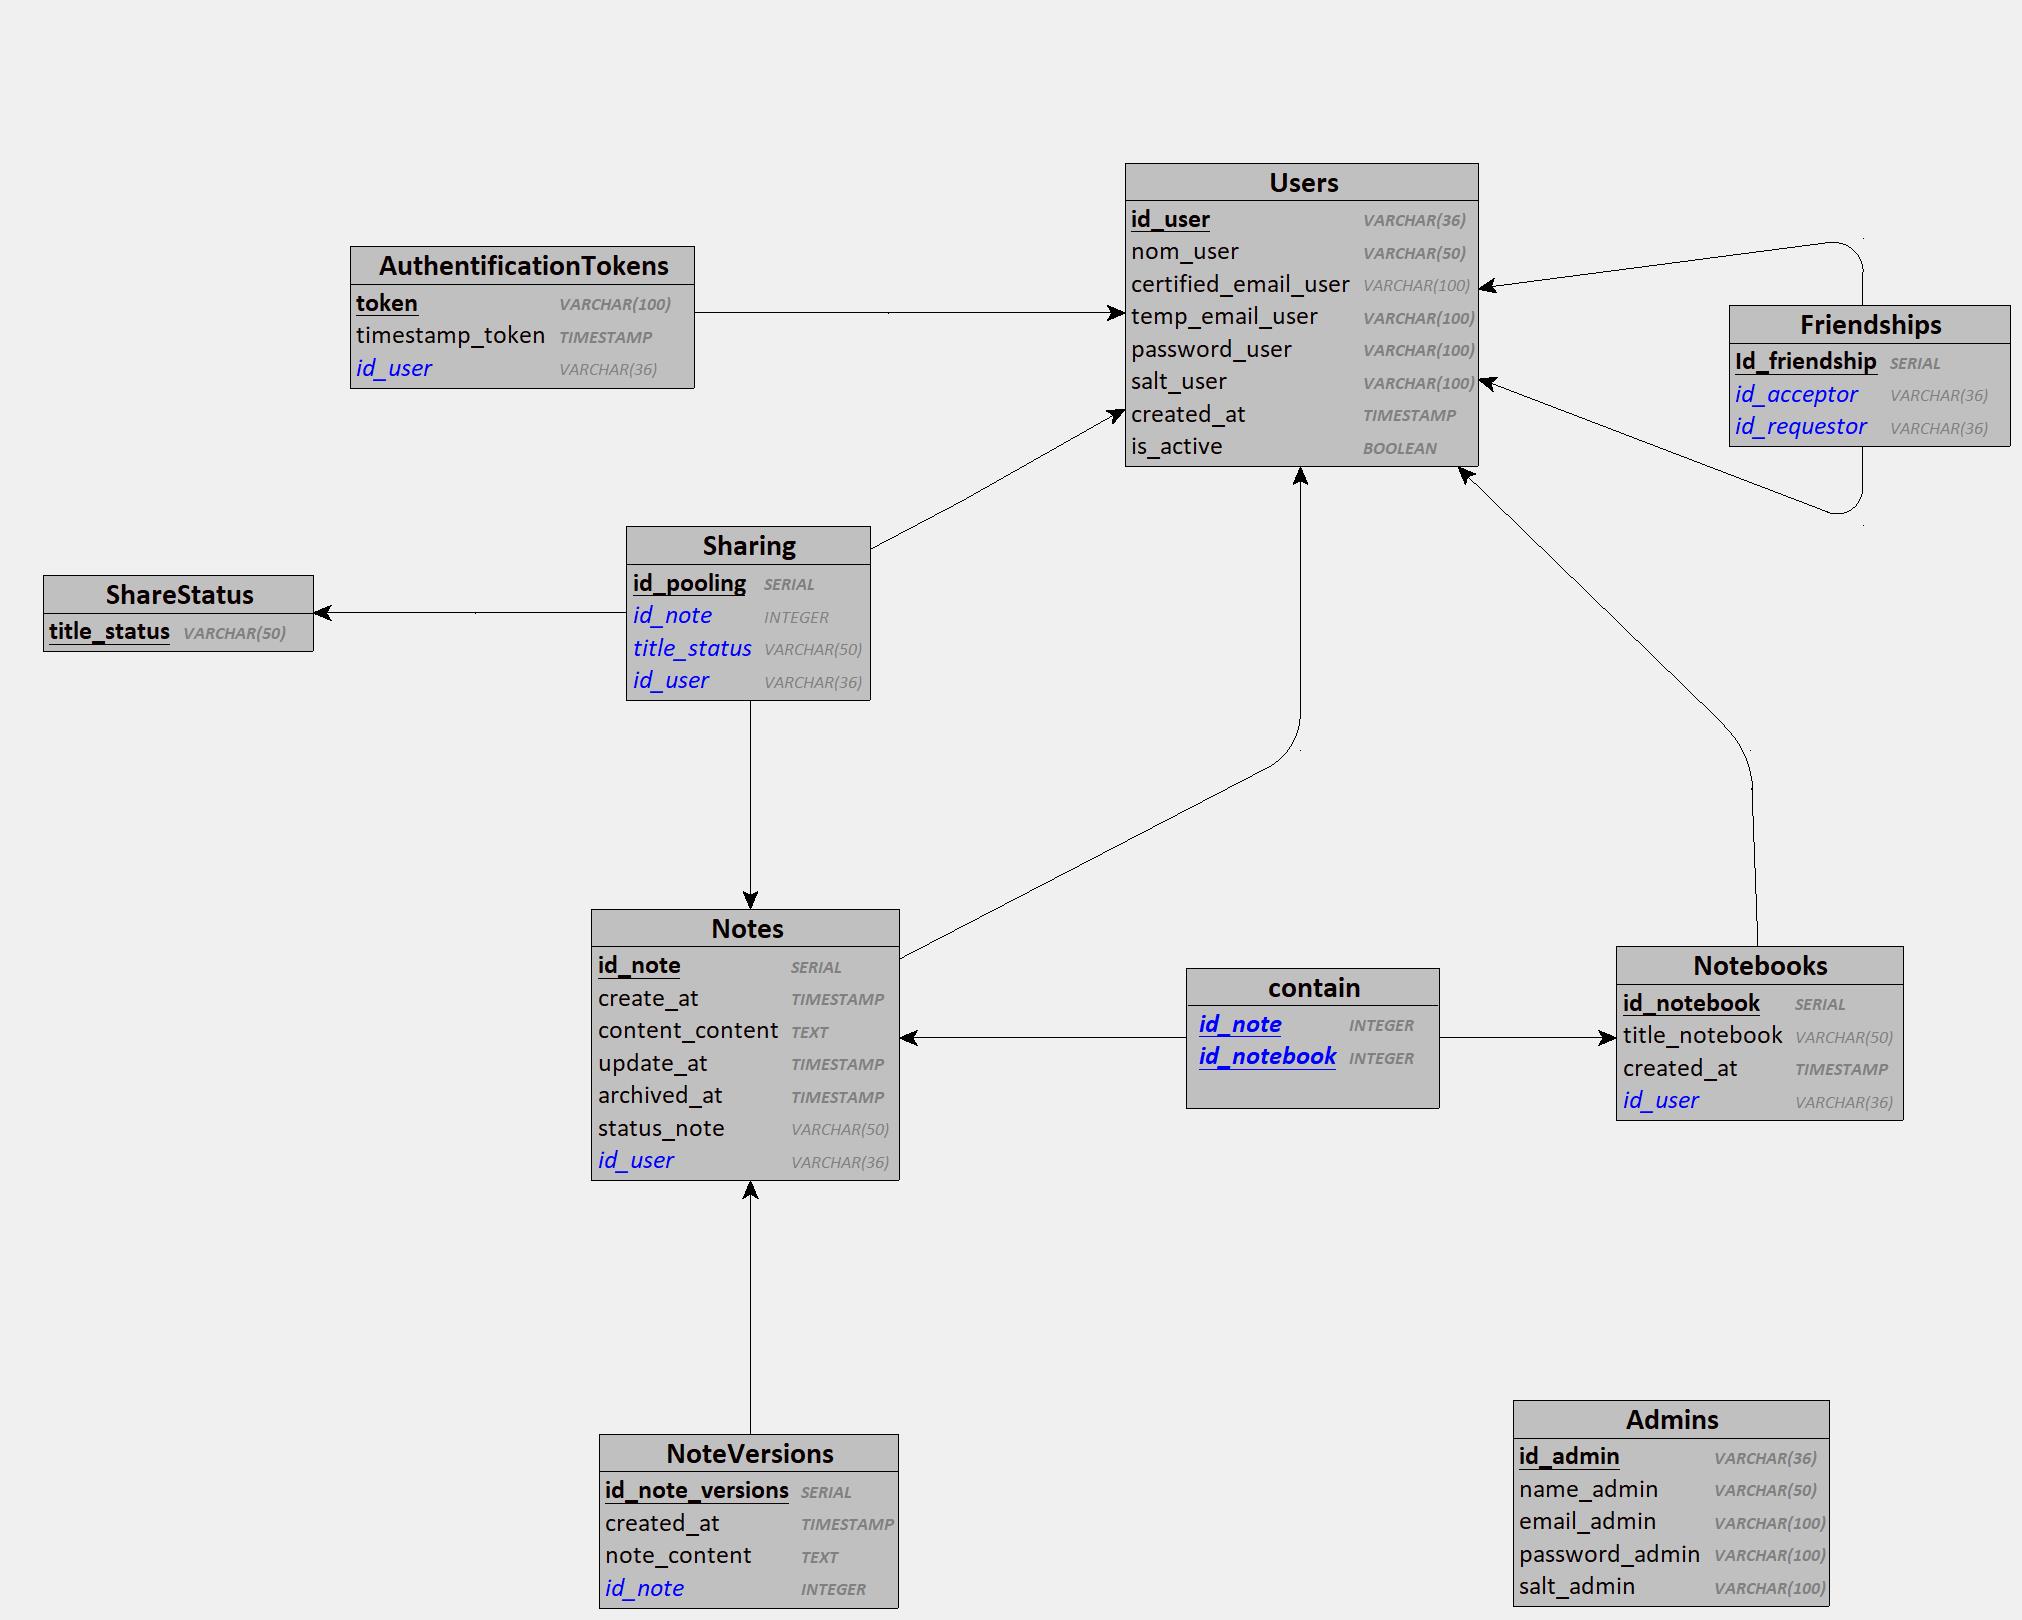 Users
id_user VARCHAR(36)
nom_user VARCHAR(50)
certified_email_user VARCHAR(100)
temp_email_user VARCHAR(100)
password_user VARCHAR(100)
salt_user VARCHAR(100)
created_at TIMESTAMP
is_active BOOLEAN
AuthentificationTokens
token VARCHAR(100)
timestamp_token TIMESTAMP
id_user VARCHAR(36)
Friendships
Id_friendship SERIAL
id_acceptor VARCHAR(36)
id_requestor VARCHAR(36)
Sharing
id_pooling SERIAL
id_note INTEGER
title_status VARCHAR(50)
id_user VARCHAR(36)
ShareStatus
title_status VARCHAR(50)
Notes
id_note SERIAL
create_at TIMESTAMP
content_content TEXT
update_at TIMESTAMP
archived_at TIMESTAMP
status_note VARCHAR(50)
id_user VARCHAR(36)
contain
id_note INTEGER
id_notebook INTEGER
Notebooks
id_notebook SERIAL
title_notebook VARCHAR(50)
created_at TIMESTAMP
id_user VARCHAR(36)
NoteVersions
id_note_versions SERIAL
created_at TIMESTAMP
note_content TEXT
id_note INTEGER
Admins
id_admin VARCHAR(36)
name_admin VARCHAR(50)
email_admin VARCHAR(100)
password_admin VARCHAR(100)
salt_admin VARCHAR(100)